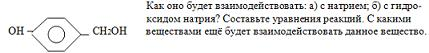 Как оно будет взаимодействовать: а) с натрием; б) с гидро-
ксидом натрия? Составьте уравнения реакций. С какими
веществами ещё будет взаимодействовать данное вещество.
OH CH₂OH